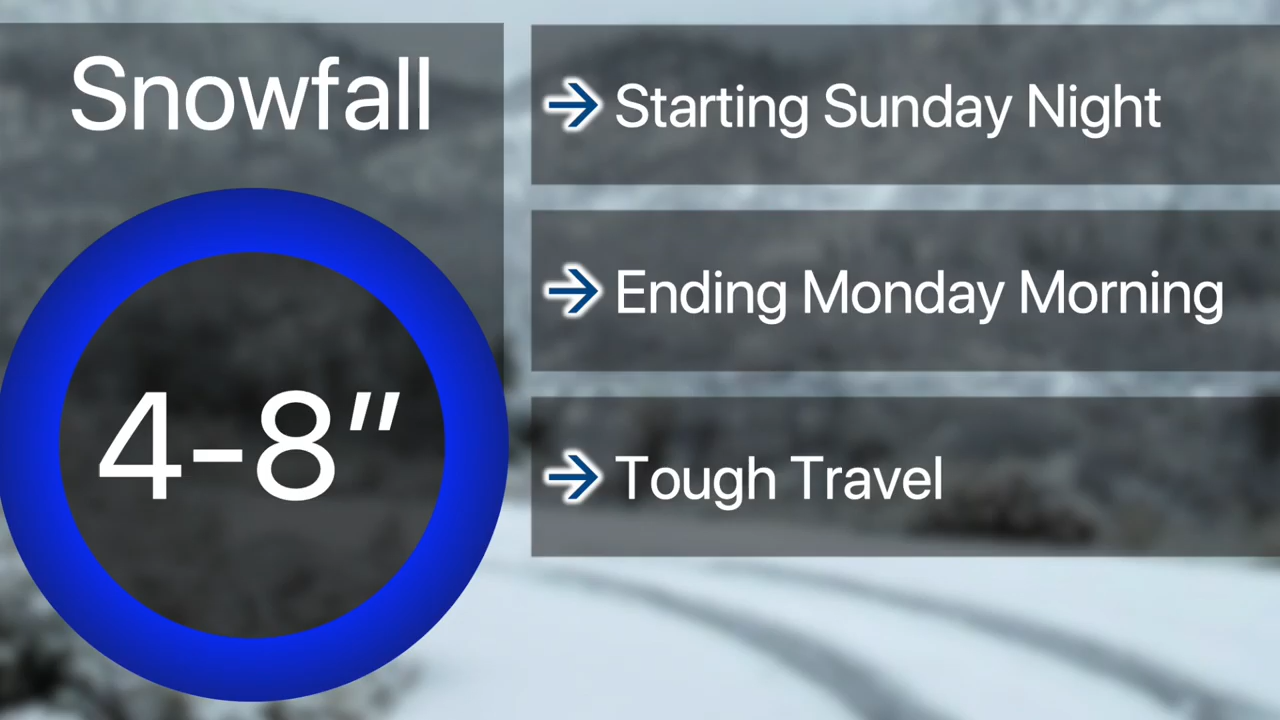 Snowfall
4-8"
Starting Sunday Night
Ending Monday Morning
Tough Travel